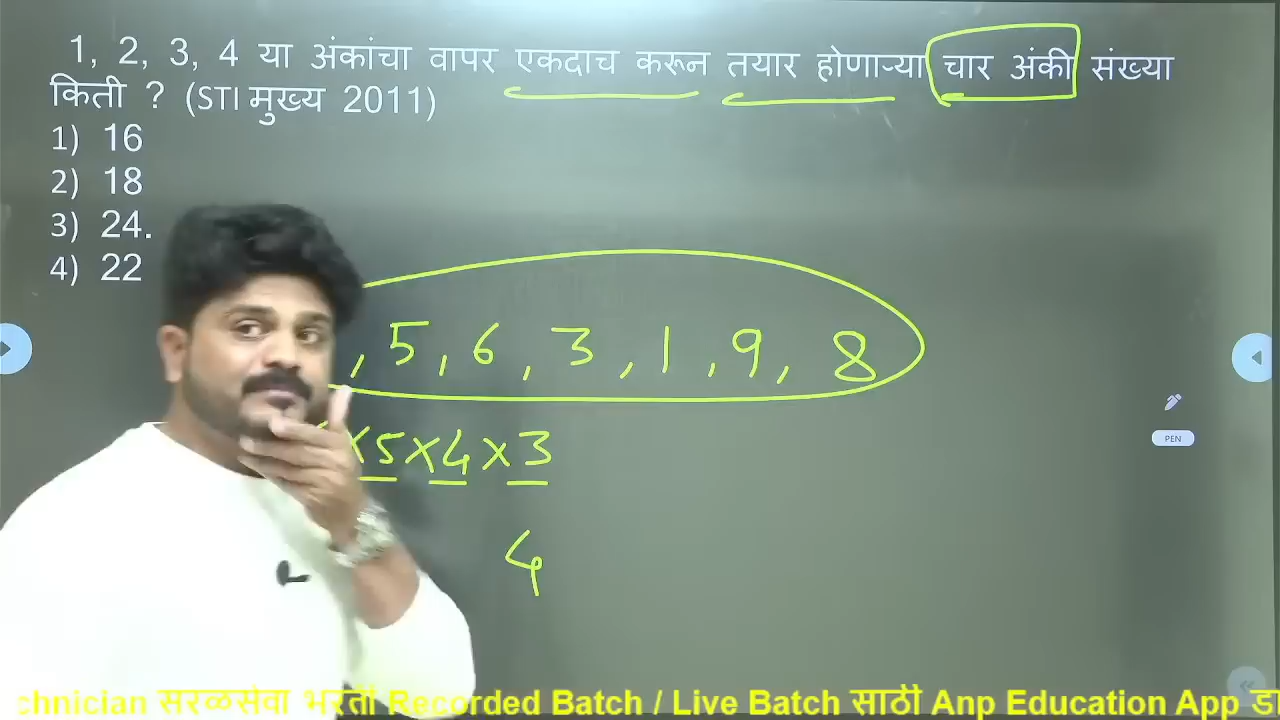 1, 2, 3, 4 या अंकांचा वापर एकदाच करून तयार होणाऱ्या चार अंकी संख्या
किती ? (STI मुख्य 2011)
1) 16
2) 18
3) 24.
4) 22
, 5, 6, 3, 1, 9, 8
×5×4×3
4
PEN
chnician सरळसेवा भरती Recorded Batch / Live Batch साठी Anp Education App डा